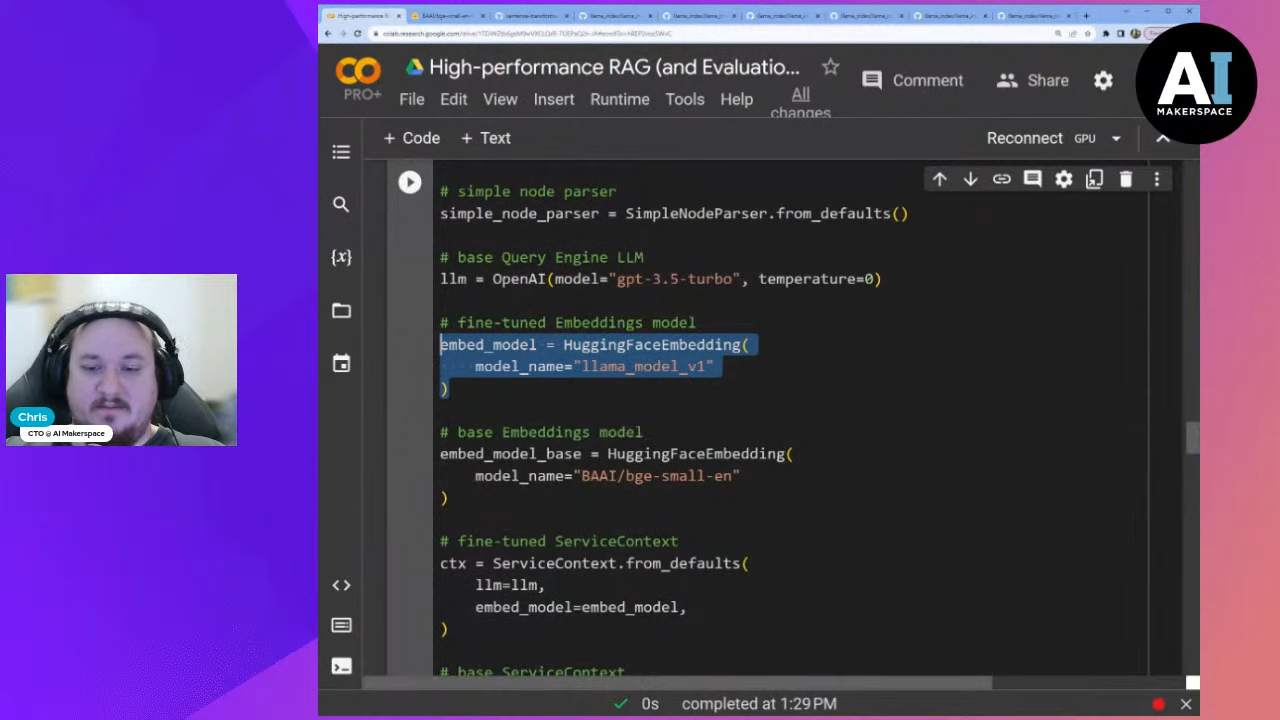 High-performance RAG (and Evaluatio...
CO
PRO+
File Edit View Insert Runtime Tools Help
All changes
Comment
Share
AI
MAKERSPACE
+ Code + Text
Reconnect GPU
# simple node parser
simple_node_parser = SimpleNodeParser.from_defaults()
# base Query Engine LLM
llm = OpenAI(model="gpt-3.5-turbo", temperature=0)
# fine-tuned Embeddings model
embed_model = HuggingFaceEmbedding(
model_name="llama_model_v1"
)
# base Embeddings model
embed_model_base = HuggingFaceEmbedding(
model_name="BAAI/bge-small-en"
)
# fine-tuned ServiceContext
ctx = ServiceContext.from_defaults(
llm=llm,
embed_model=embed_model,
)
# base ServiceContext
{x}
<>
Chris
CTO @ AI Makerspace
0s completed at 1:29 PM